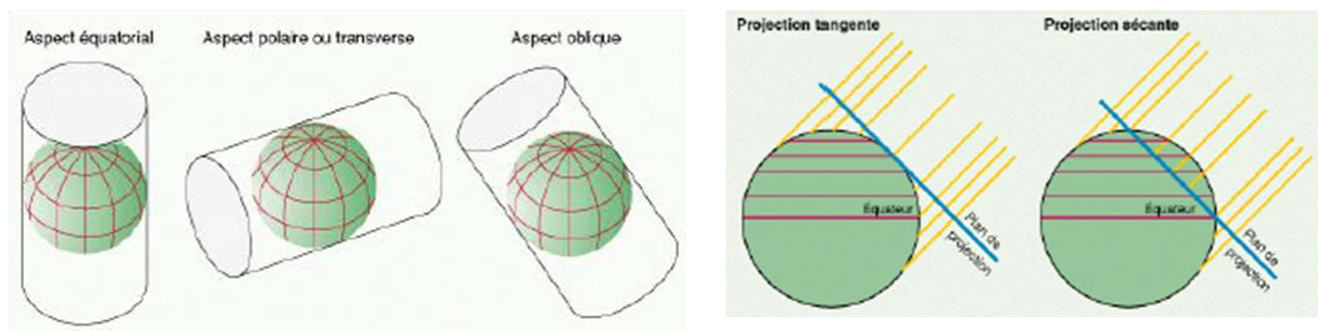 Aspect équatorial
Aspect polaire ou transverse
Aspect oblique
Projection tangente
Projection sécante
Équateur
Plan de
projection
Équateur
Plan de
projection